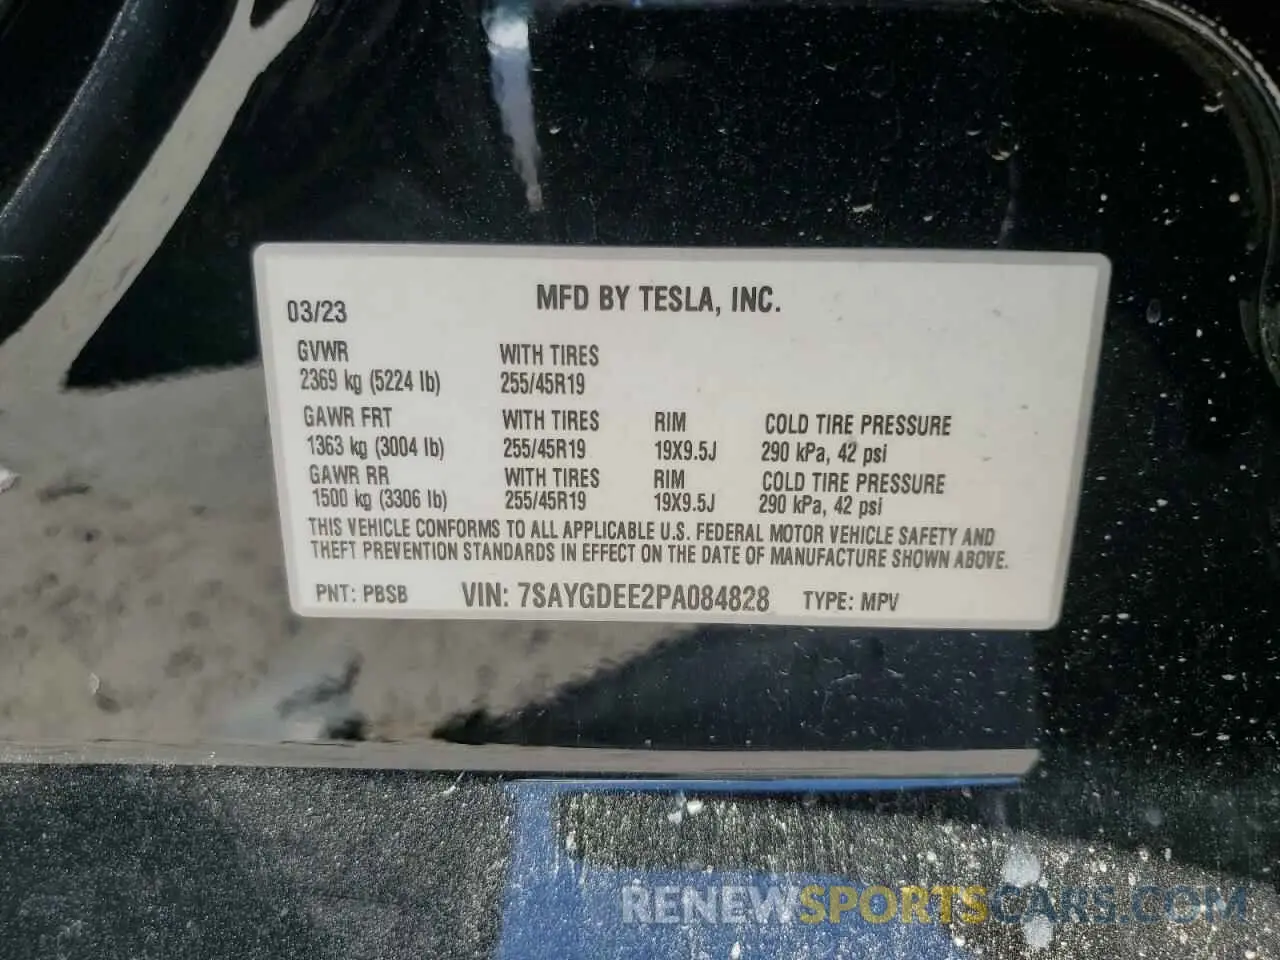 MFD BY TESLA, INC.
03/23
GVWR WITH TIRES
2369 kg (5224 lb) 255/45R19
GAWR FRT WITH TIRES RIM COLD TIRE PRESSURE
1363 kg (3004 lb) 255/45R19 19X9.5J 290 kPa, 42 psi
GAWR RR WITH TIRES RIM COLD TIRE PRESSURE
1500 kg (3306 lb) 255/45R19 19X9.5J 290 kPa, 42 psi
THIS VEHICLE CONFORMS TO ALL APPLICABLE U.S. FEDERAL MOTOR VEHICLE SAFETY AND
THEFT PREVENTION STANDARDS IN EFFECT ON THE DATE OF MANUFACTURE SHOWN ABOVE.
PNT: PBSB VIN: 7SAYGDEE2PA084828 TYPE: MPV
RENEWSPORTSCARS.COM